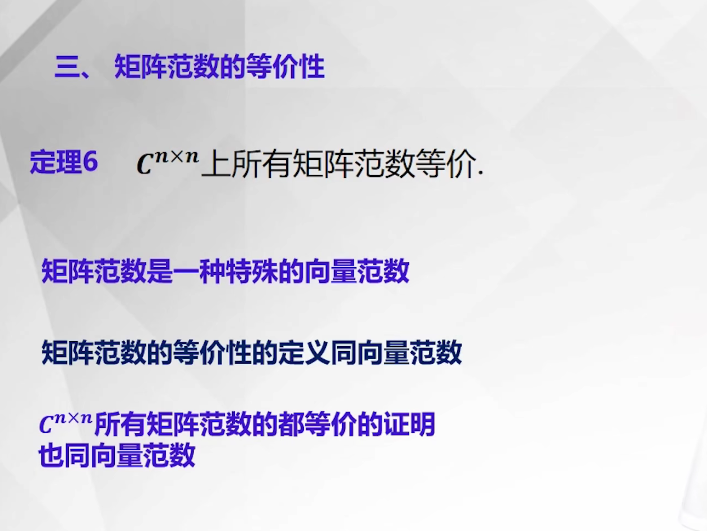 三、 矩阵范数的等价性
定理6 $C^{n\times n}$上所有矩阵范数等价.
矩阵范数是一种特殊的向量范数
矩阵范数的等价性的定义同向量范数
$C^{n\times n}$所有矩阵范数的都等价的证明
也同向量范数